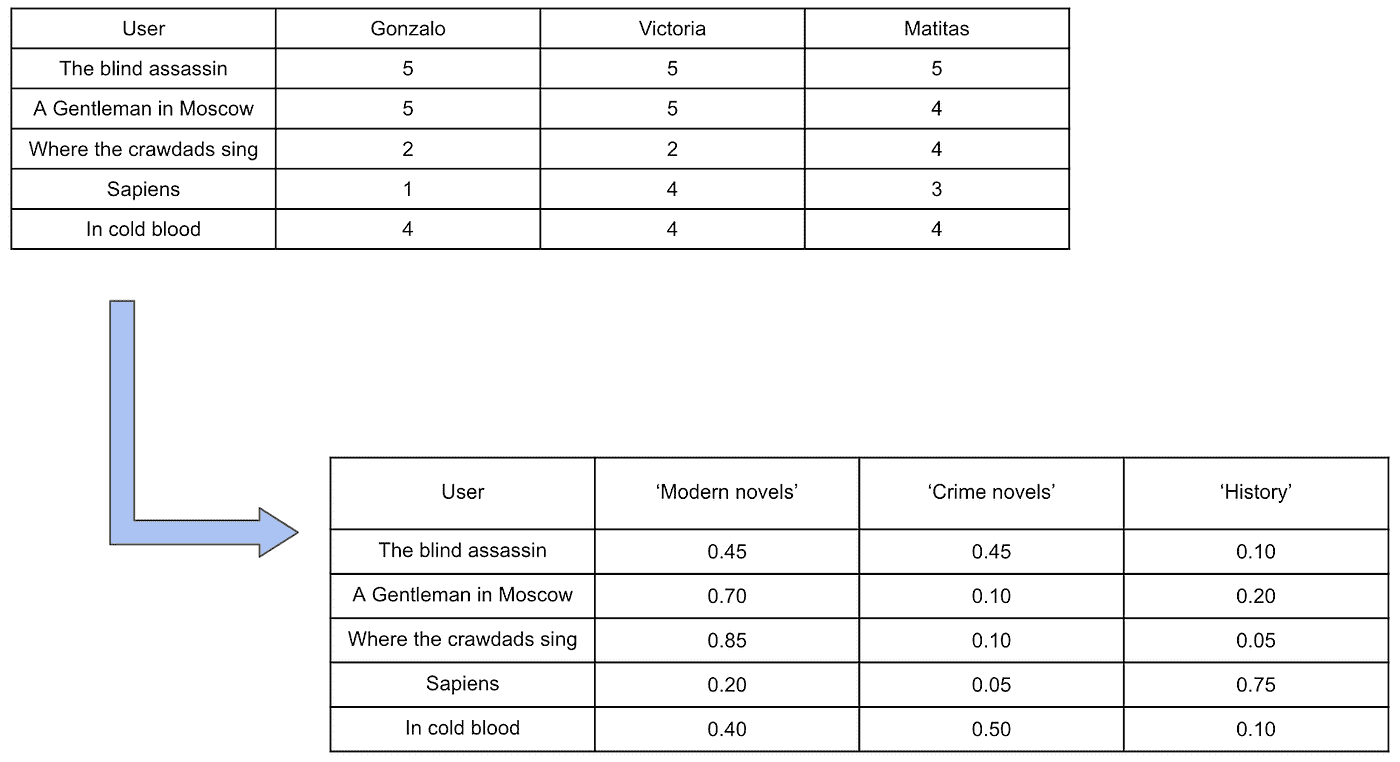 User Gonzalo Victoria Matitas
The blind assassin 5 5 5
A Gentleman in Moscow 5 5 4
Where the crawdads sing 2 2 4
Sapiens 1 4 3
In cold blood 4 4 4
User ‘Modern novels’ ‘Crime novels’ ‘History’
The blind assassin 0.45 0.45 0.10
A Gentleman in Moscow 0.70 0.10 0.20
Where the crawdads sing 0.85 0.10 0.05
Sapiens 0.20 0.05 0.75
In cold blood 0.40 0.50 0.10